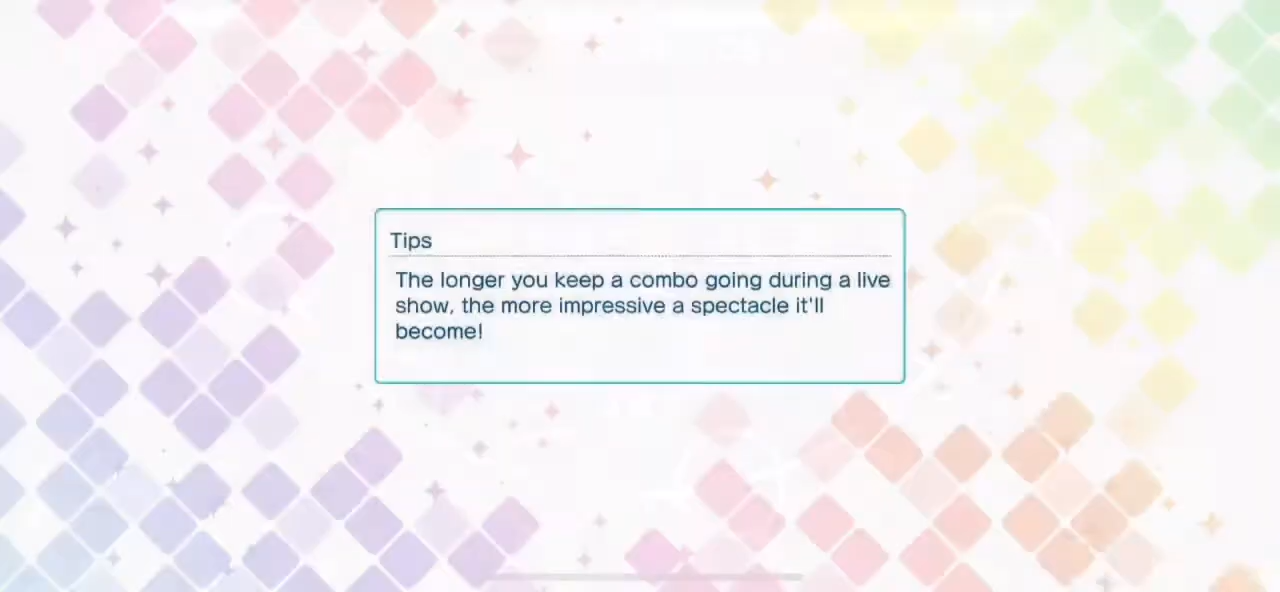 Tips
The longer you keep a combo going during a live
show, the more impressive a spectacle it'll
become!